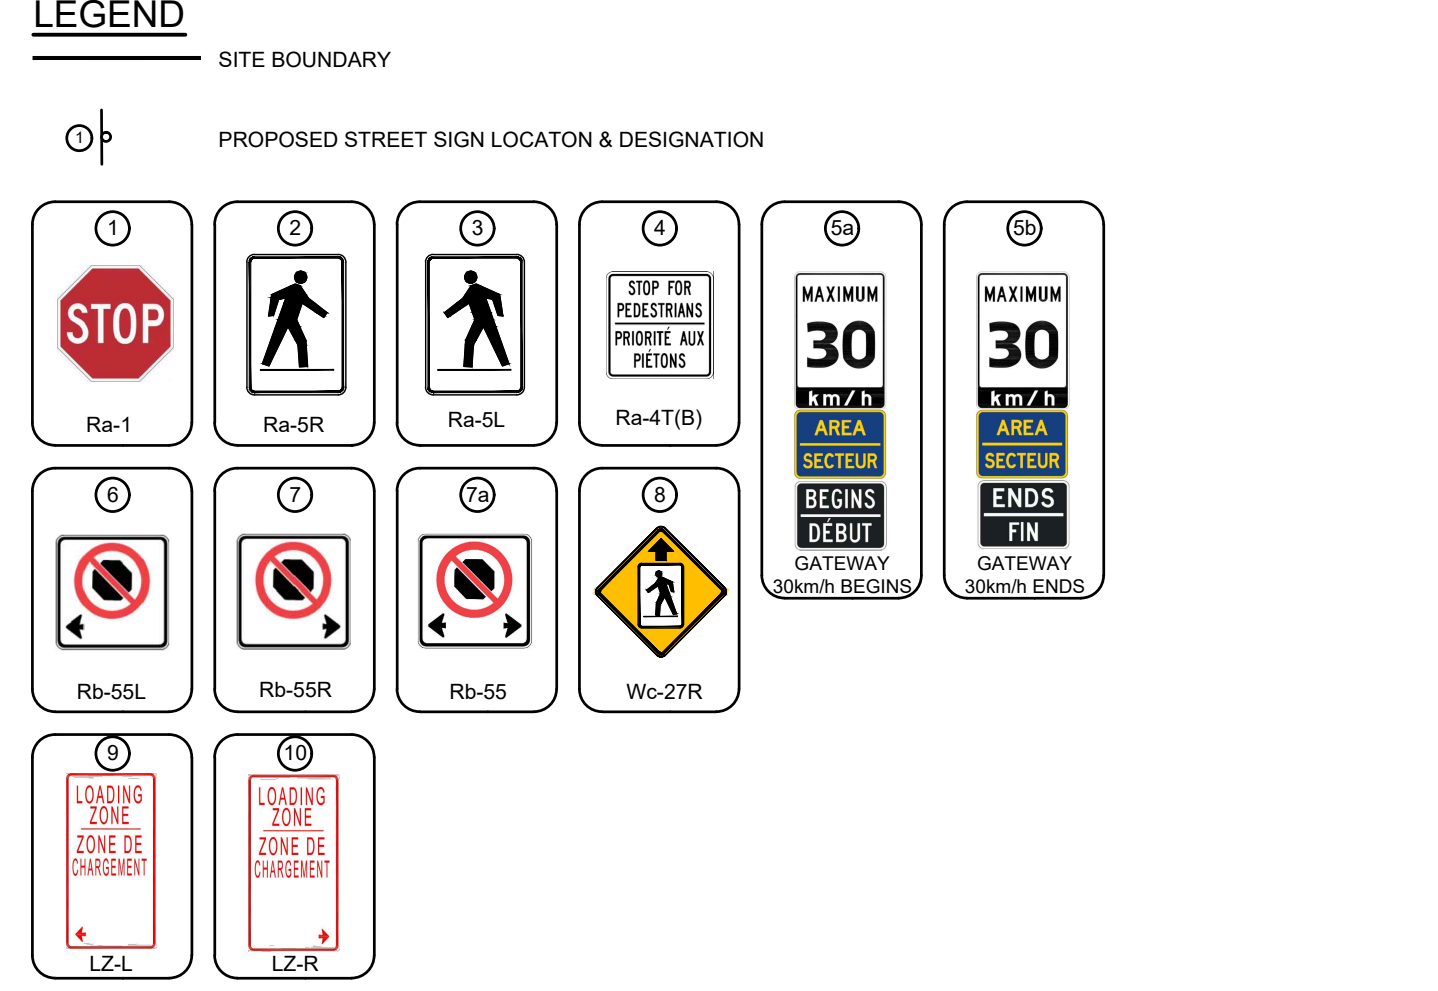 LEGEND
SITE BOUNDARY
1
PROPOSED STREET SIGN LOCATON & DESIGNATION
1
STOP
Ra-1
2
Ra-5R
3
Ra-5L
4
STOP FOR
PEDESTRIANS
PRIORITÉ AUX
PIÉTONS
Ra-4T(B)
5a
MAXIMUM
30
km/h
AREA
SECTEUR
BEGINS
DÉBUT
GATEWAY
30km/h BEGINS
5b
MAXIMUM
30
km/h
AREA
SECTEUR
ENDS
FIN
GATEWAY
30km/h ENDS
6
Rb-55L
7
Rb-55R
7a
Rb-55
8
Wc-27R
9
LOADING
ZONE
ZONE DE
CHARGEMENT
LZ-L
10
LOADING
ZONE
ZONE DE
CHARGEMENT
LZ-R